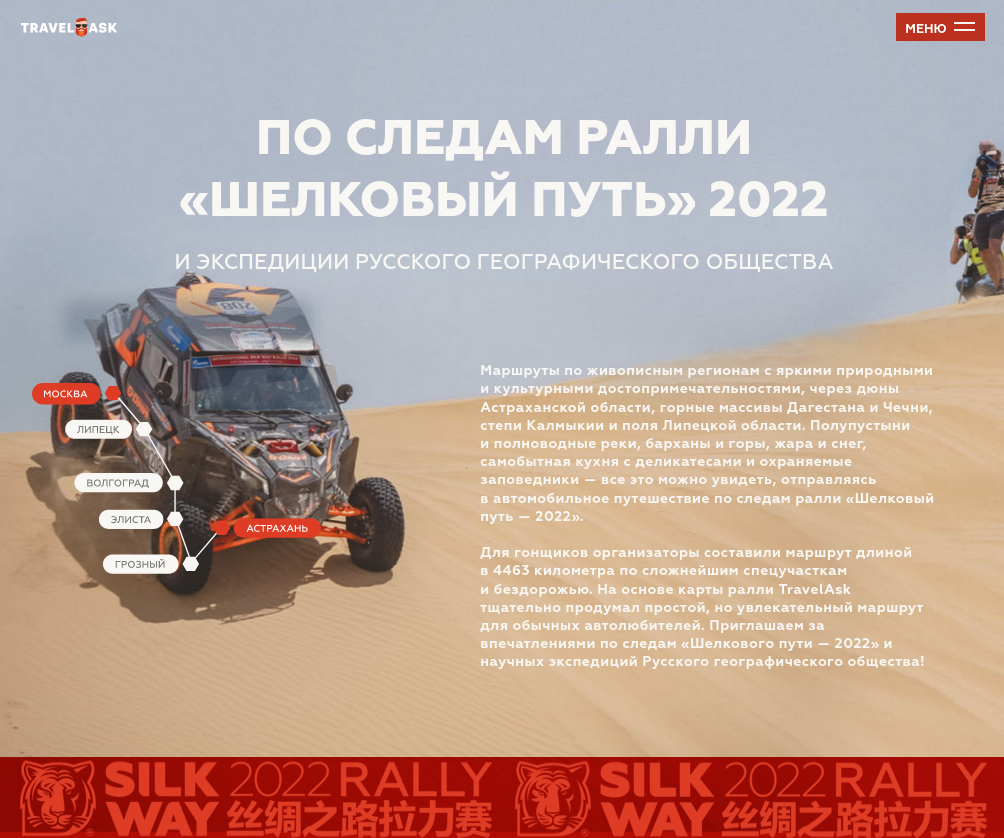 TRAVEL ASK
МЕНЮ
ПО СЛЕДАМ РАЛЛИ
«ШЕЛКОВЫЙ ПУТЬ» 2022
И ЭКСПЕДИЦИИ РУССКОГО ГЕОГРАФИЧЕСКОГО ОБЩЕСТВА
МОСКВА
ЛИПЕЦК
ВОЛГОГРАД
ЭЛИСТА
АСТРАХАНЬ
ГРОЗНЫЙ
Маршруты по живописным регионам с яркими природными
и культурными достопримечательностями, через дюны
Астраханской области, горные массивы Дагестана и Чечни,
степи Калмыкии и поля Липецкой области. Полупустыни
и полноводные реки, барханы и горы, жара и снег,
самобытная кухня с деликатесами и охраняемые
заповедники — все это можно увидеть, отправляясь
в автомобильное путешествие по следам ралли «Шелковый
путь — 2022».
Для гонщиков организаторы составили маршрут длиной
в 4463 километра по сложнейшим спецучасткам
и бездорожью. На основе карты ралли TravelAsk
тщательно продумал простой, но увлекательный маршрут
для обычных автолюбителей. Приглашаем за
впечатлениями по следам «Шелкового пути — 2022» и
научных экспедиций Русского географического общества!
SILK 2022 RALLY
WAY 丝绸之路拉力赛
SILK 2022 RALLY
WAY 丝绸之路拉力赛